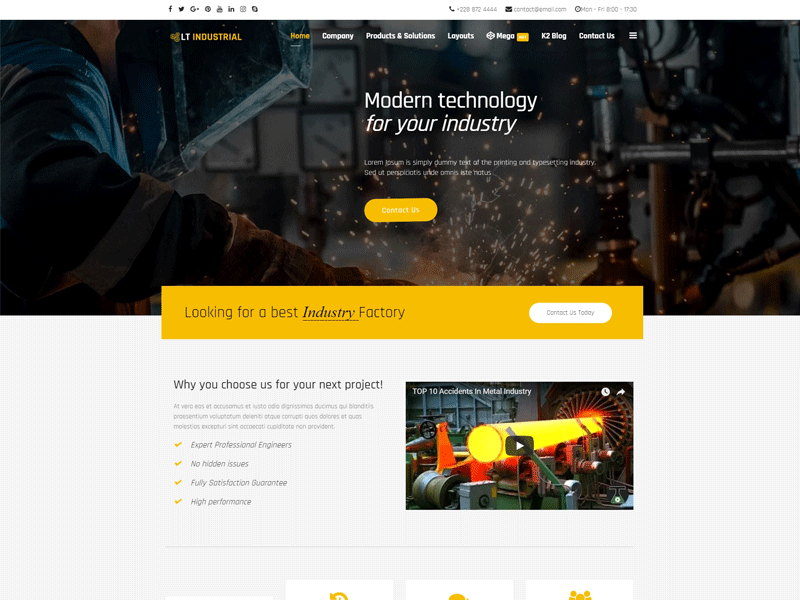 +228 872 4444 contact@email.com Mon - Fri 8:00 - 17:30
LT INDUSTRIAL Home Company Products & Solutions Layouts Mega HOT K2 Blog Contact Us
Modern technology
for your industry
Lorem Ipsum is simply dummy text of the printing and typesetting industry.
Sed ut perspiciatis unde omnis iste natus
Contact Us
Looking for a best Industry Factory
Contact Us Today
Why you choose us for your next project!
At vero eos et accusamus et iusto odio dignissimos ducimus qui blanditiis
praesentium voluptatum deleniti atque corrupti quos dolores et quas
molestias excepturi sint occaecati cupiditate non provident.
Expert Professional Engineers
No hidden issues
Fully Satisfaction Guarantee
High performance
TOP 10 Accidents In Metal Industry